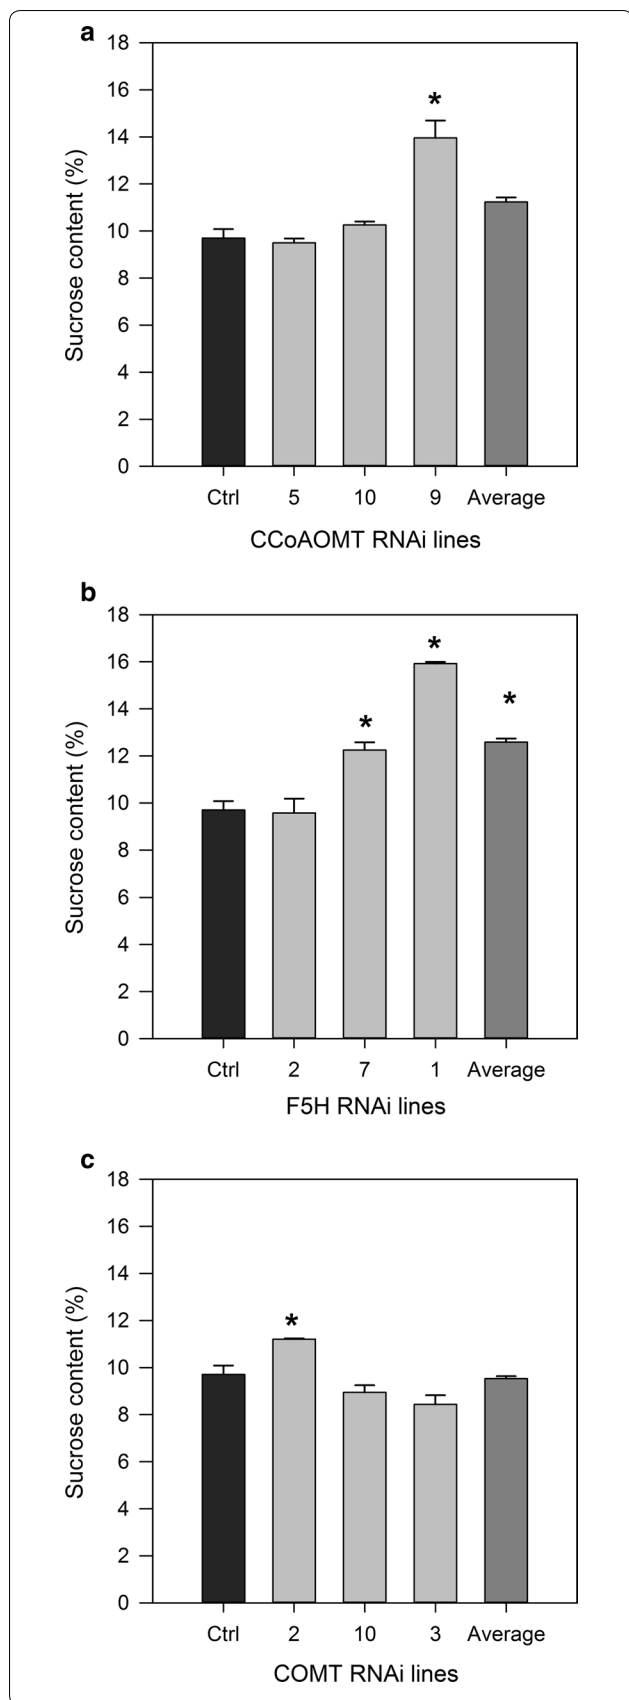 a
18
16
14
12
10
8
6
4
2
0
Sucrose content (%)
*
Ctrl 5 10 9 Average
CCoAOMT RNAi lines
b
18
16
14
12
10
8
6
4
2
0
Sucrose content (%)
* * *
Ctrl 2 7 1 Average
F5H RNAi lines
c
18
16
14
12
10
8
6
4
2
0
Sucrose content (%)
*
Ctrl 2 10 3 Average
COMT RNAi lines